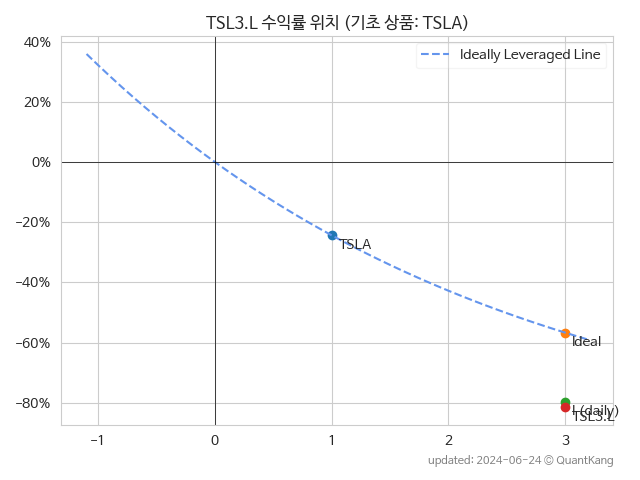 TSL3.L 수익률 위치 (기초 상품: TSLA)
40%
Ideally Leveraged Line
20%
0%
−20%
TSLA
−40%
−60%
Ideal
−80%
(daily)
TSL3.L
−1
0
1
2
3
updated: 2024-06-24 © QuantKang